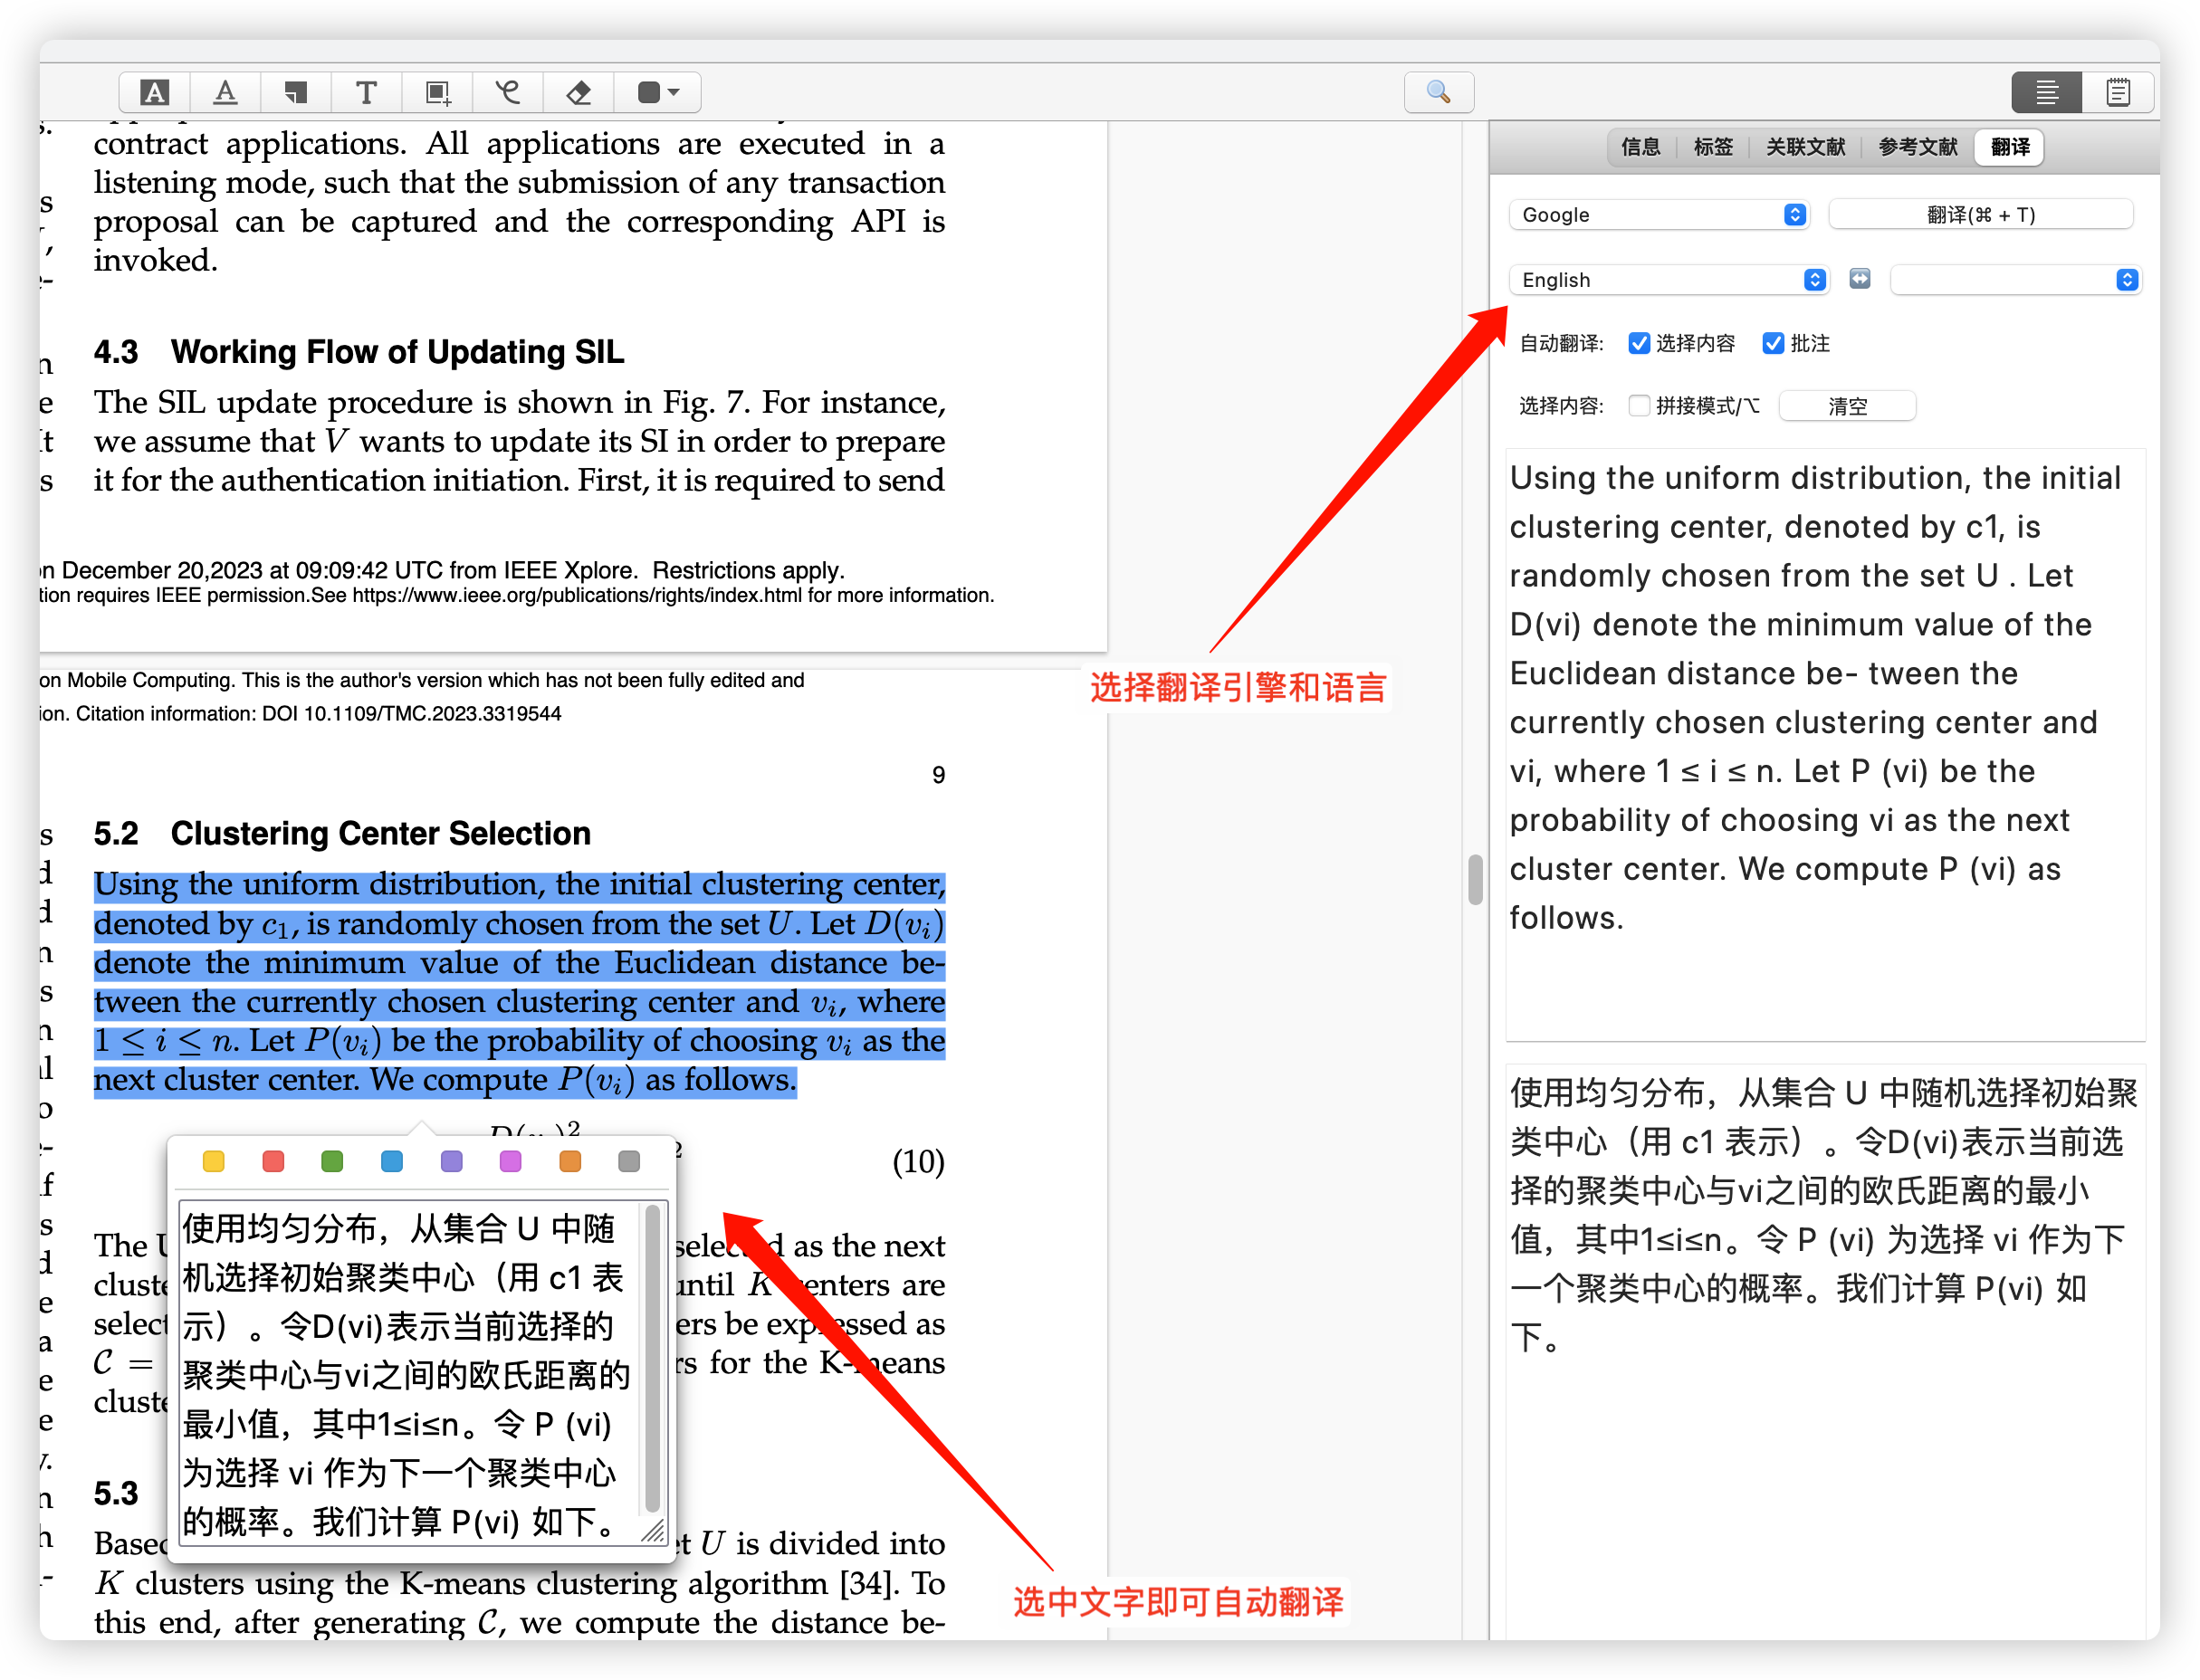 A
A
T
信息
标签
关联文献
参考文献
翻译
contract applications. All applications are executed in a
listening mode, such that the submission of any transaction
proposal can be captured and the corresponding API is
invoked.
4.3 Working Flow of Updating SIL
The SIL update procedure is shown in Fig. 7. For instance,
we assume that V wants to update its SI in order to prepare
it for the authentication initiation. First, it is required to send
December 20,2023 at 09:09:42 UTC from IEEE Xplore. Restrictions apply.
requires IEEE permission.See https://www.ieee.org/publications/rights/index.html for more information.
on Mobile Computing. This is the author's version which has not been fully edited and
Citation information: DOI 10.1109/TMC.2023.3319544
9
5.2 Clustering Center Selection
Using the uniform distribution, the initial clustering center,
denoted by c₁, is randomly chosen from the set U. Let D(vᵢ)
denote the minimum value of the Euclidean distance be-
tween the currently chosen clustering center and vᵢ, where
1 ≤ i ≤ n. Let P(vᵢ) be the probability of choosing vᵢ as the
next cluster center. We compute P(vᵢ) as follows.
(10)
The
selected as the next
until K centers are
be expressed as
C =
for the K-means
使用均匀分布，从集合 U 中随
机选择初始聚类中心（用 c1 表
示）。令D(vi)表示当前选择的
聚类中心与vi之间的欧氏距离的
最小值，其中1≤i≤n。令 P (vi)
为选择 vi 作为下一个聚类中心
的概率。我们计算 P(vi) 如下。
5.3
U is divided into
K clusters using the K-means clustering algorithm [34]. To
this end, after generating C, we compute the distance be-
选择翻译引擎和语言
选中文字即可自动翻译
Google
翻译(⌘ + T)
English
自动翻译: 选择内容 批注
选择内容: 拼接模式/⌥ 清空
Using the uniform distribution, the initial
clustering center, denoted by c1, is
randomly chosen from the set U . Let
D(vi) denote the minimum value of the
Euclidean distance be- tween the
currently chosen clustering center and
vi, where 1 ≤ i ≤ n. Let P (vi) be the
probability of choosing vi as the next
cluster center. We compute P (vi) as
follows.
使用均匀分布，从集合 U 中随机选择初始聚
类中心（用 c1 表示）。令D(vi)表示当前选
择的聚类中心与vi之间的欧氏距离的最小
值，其中1≤i≤n。令 P (vi) 为选择 vi 作为下
一个聚类中心的概率。我们计算 P(vi) 如
下。